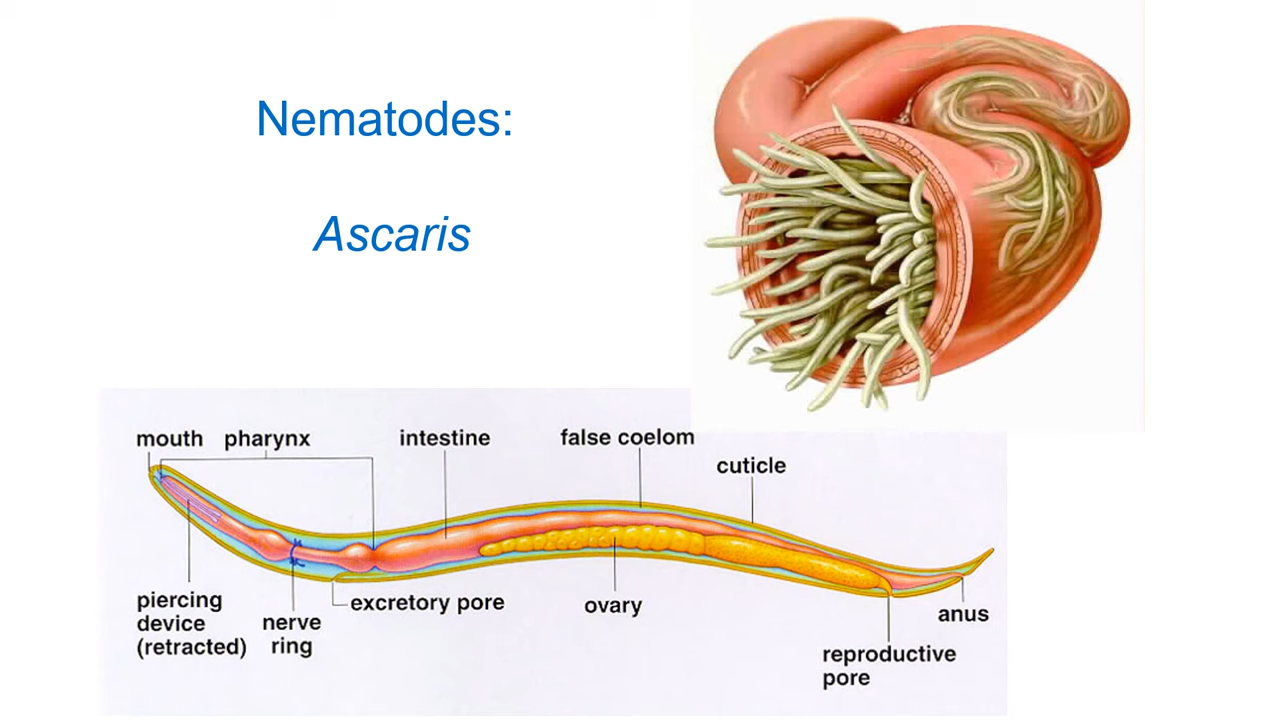 Nematodes:
Ascaris
mouth
pharynx
intestine
false coelom
cuticle
piercing
device
(retracted)
nerve
ring
excretory pore
ovary
anus
reproductive
pore